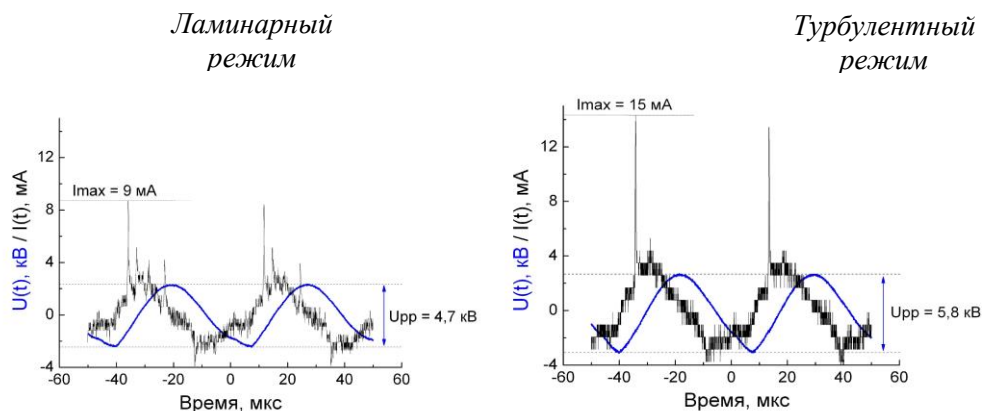 Ламинарный
режим
Imax = 9 мА
U(t), кВ / I(t), мА
12
8
4
0
-4
-60
-40
-20
0
20
40
60
Время, мкс
Upp = 4,7 кВ
Турбулентный
режим
Imax = 15 мА
U(t), кВ / I(t), мА
12
8
4
0
-4
-60
-40
-20
0
20
40
60
Время, мкс
Upp = 5,8 кВ